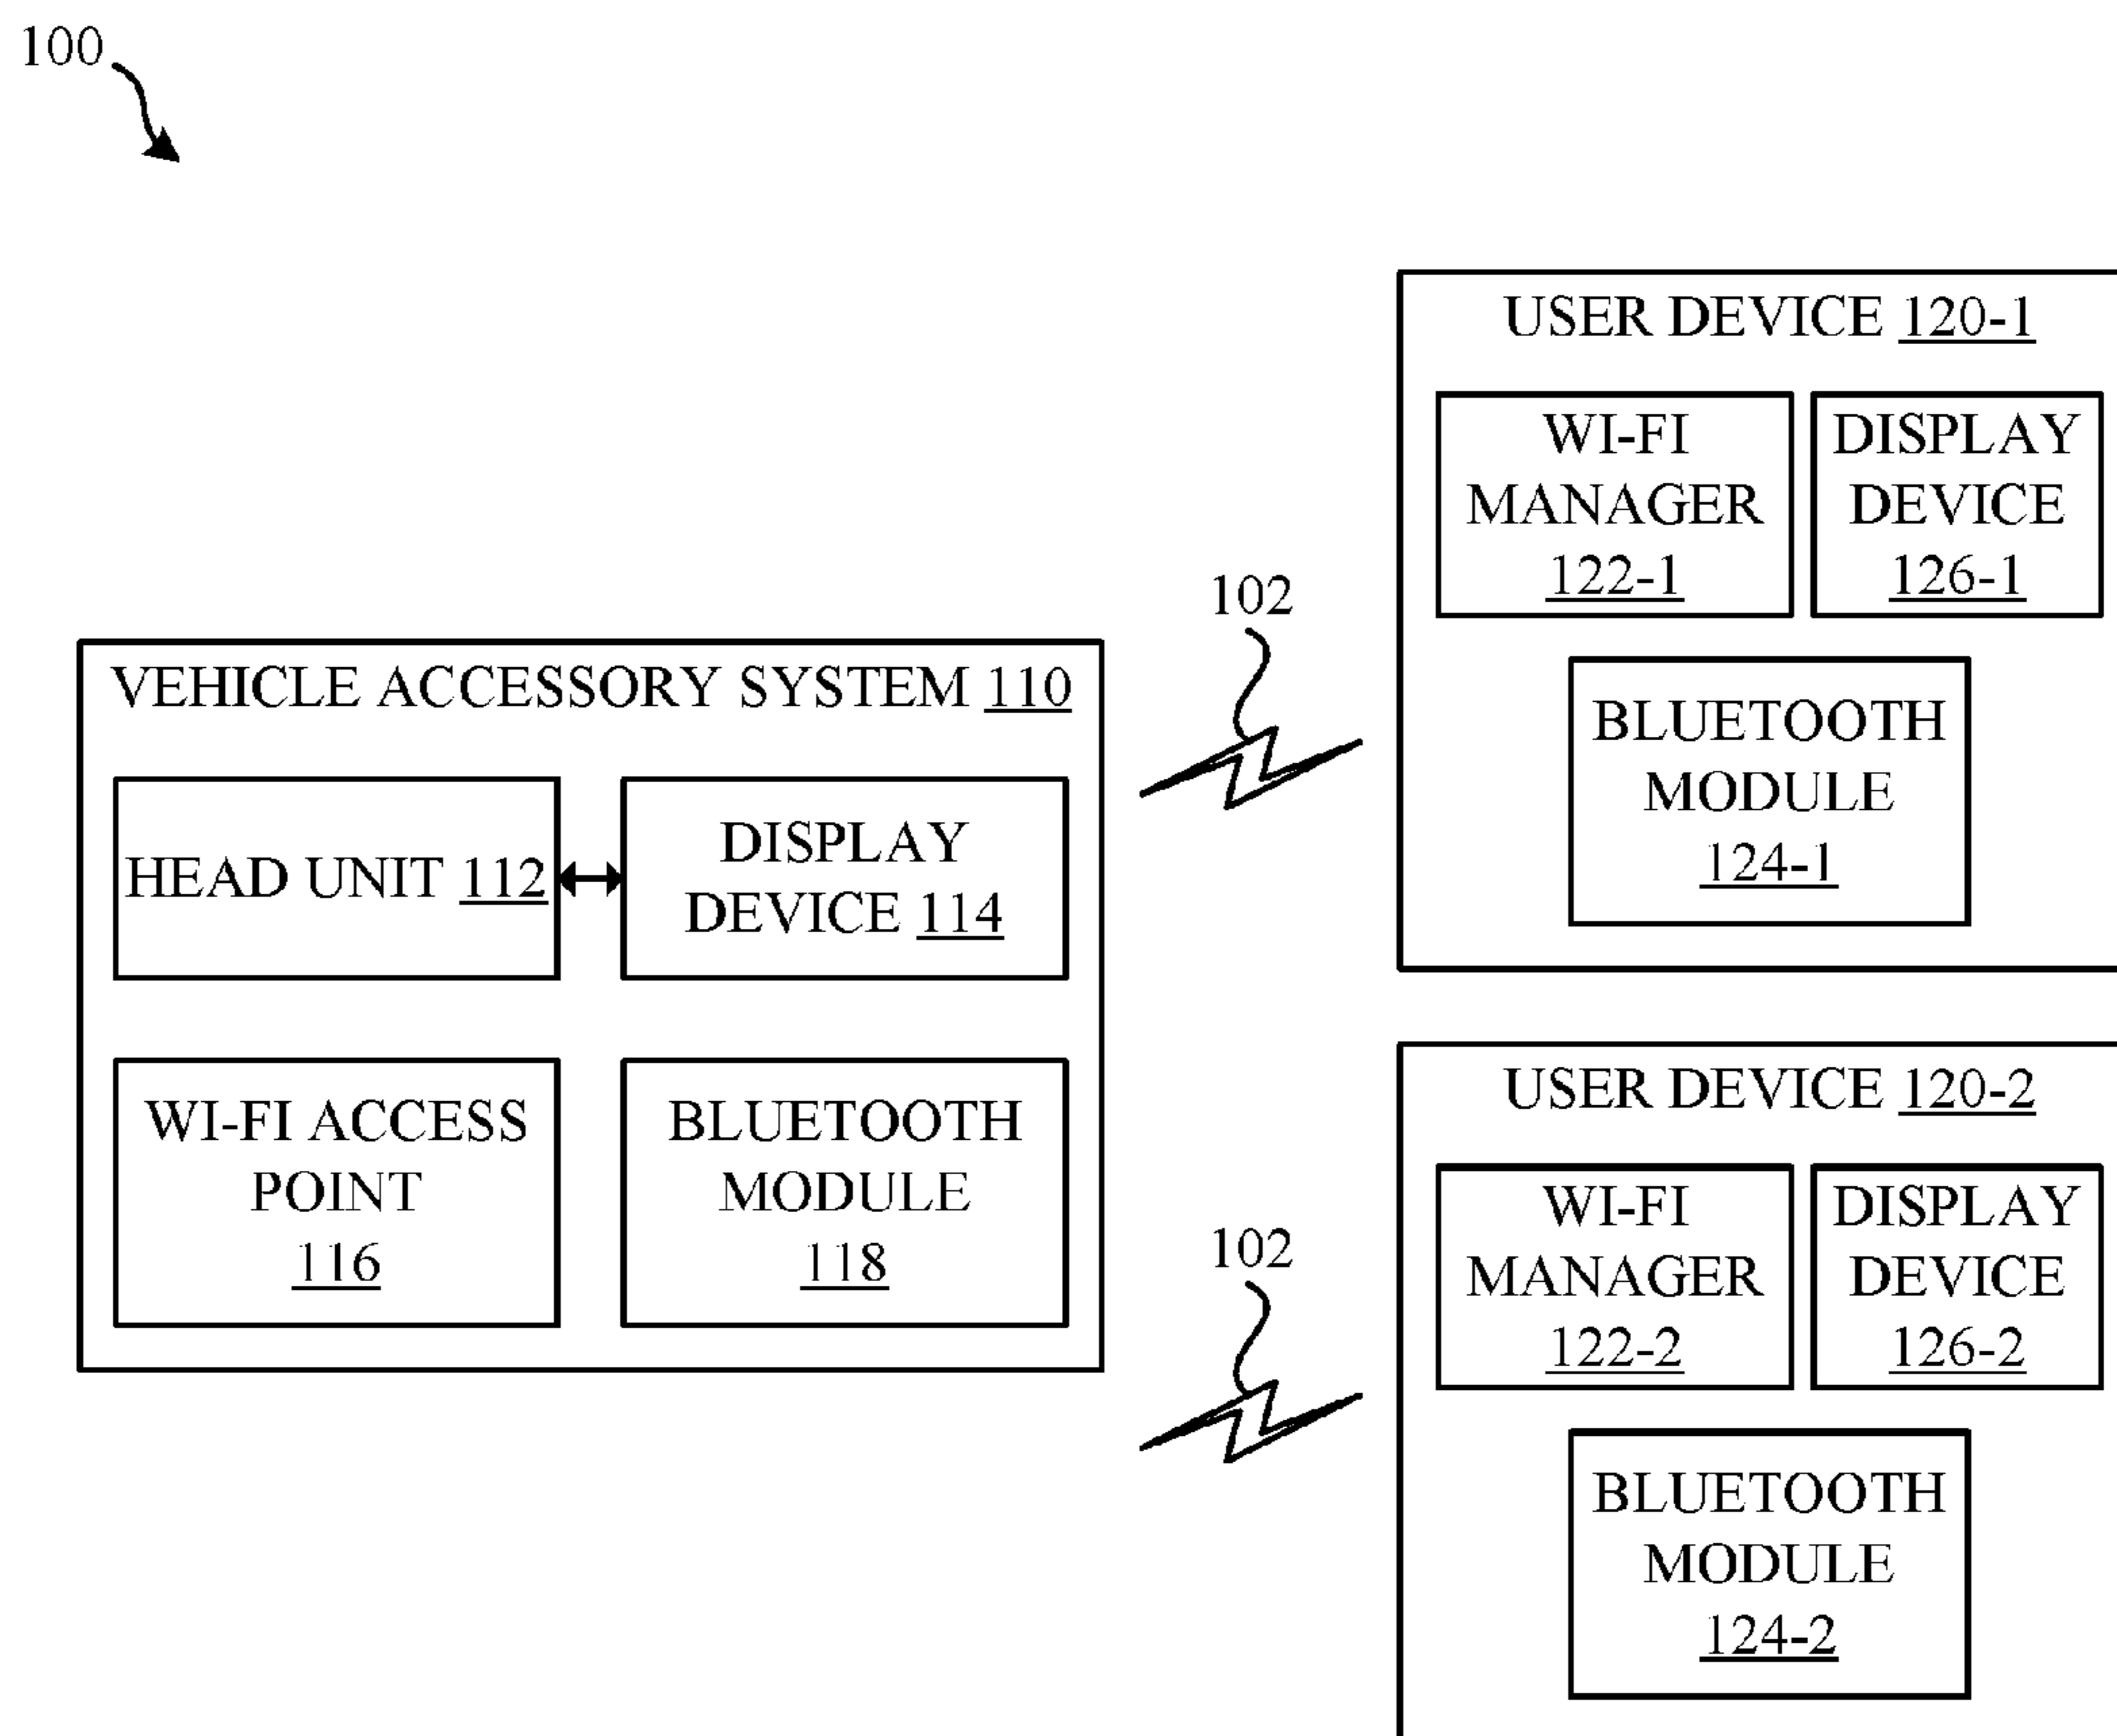 100
VEHICLE ACCESSORY SYSTEM 110
HEAD UNIT 112
DISPLAY
DEVICE 114
WI-FI ACCESS
POINT
116
BLUETOOTH
MODULE
118
102
102
USER DEVICE 120-1
WI-FI
MANAGER
122-1
DISPLAY
DEVICE
126-1
BLUETOOTH
MODULE
124-1
USER DEVICE 120-2
WI-FI
MANAGER
122-2
DISPLAY
DEVICE
126-2
BLUETOOTH
MODULE
124-2